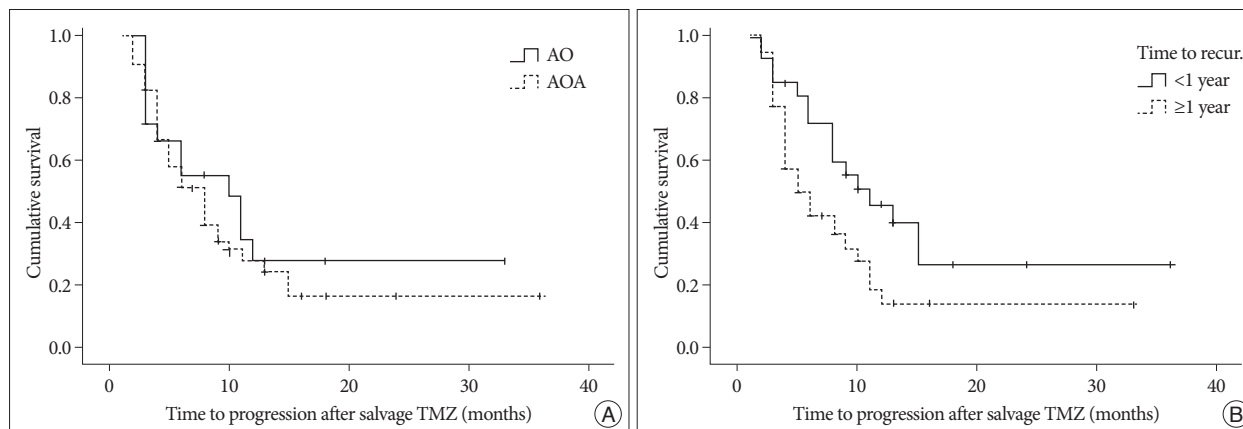 1.0
0.8
0.6
0.4
0.2
0.0
Cumulative survival
AO
AOA
0
10
20
30
40
Time to progression after salvage TMZ (months)
A
1.0
0.8
0.6
0.4
0.2
0.0
Cumulative survival
Time to recur.
<1 year
≥1 year
0
10
20
30
40
Time to progression after salvage TMZ (months)
B